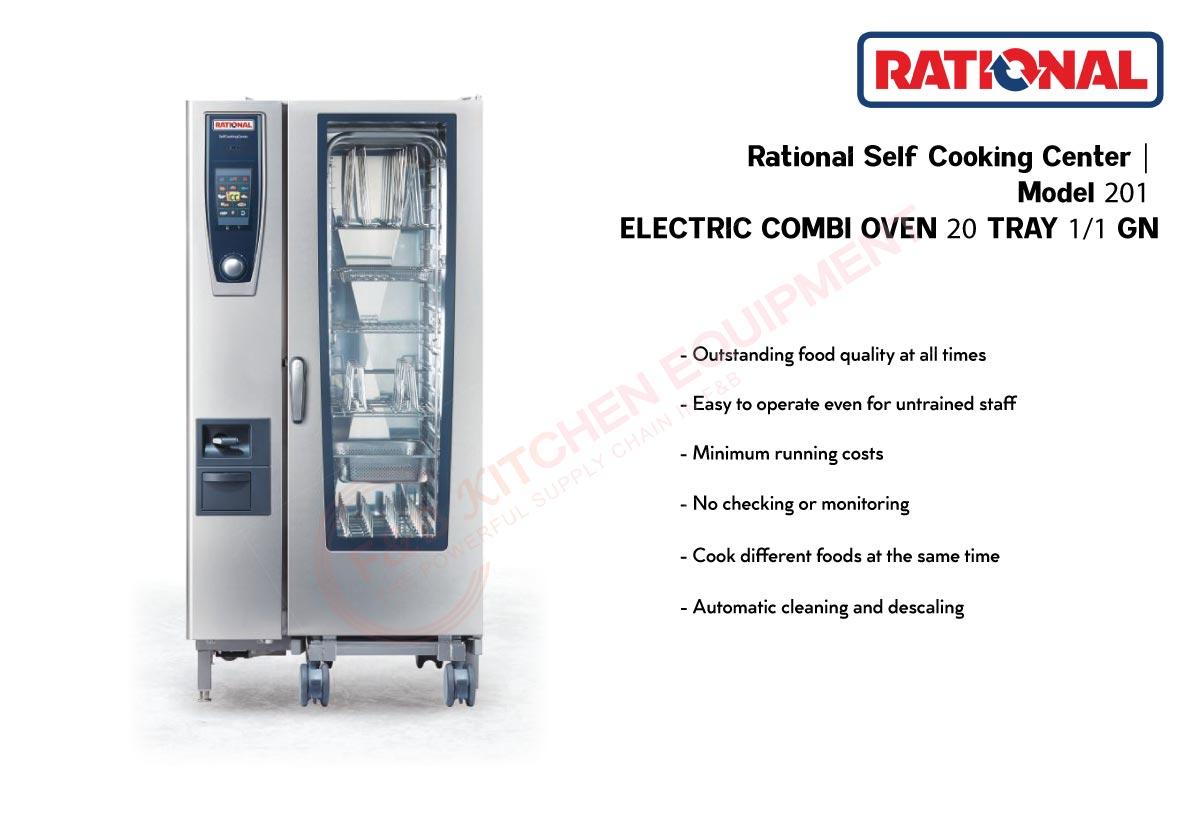 RATIONAL
Rational Self Cooking Center |
Model 201
ELECTRIC COMBI OVEN 20 TRAY 1/1 GN
RATIONAL
SelfCookingCenter
- Outstanding food quality at all times
- Easy to operate even for untrained staff
- Minimum running costs
- No checking or monitoring
- Cook different foods at the same time
- Automatic cleaning and descaling
KITCHEN EQUIPMENT
POWERFUL SUPPLY CHAIN IN F&B